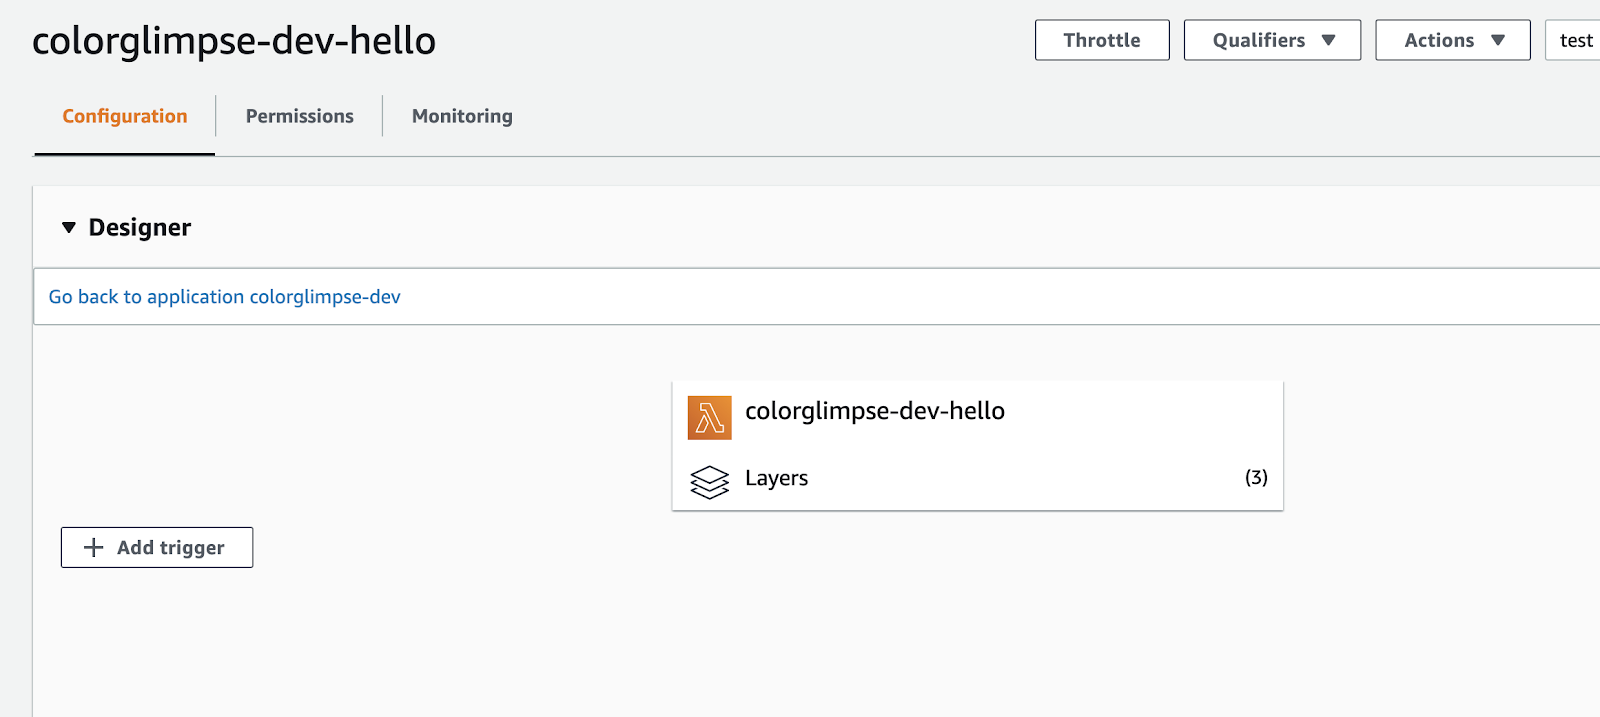 colorglimpse-dev-hello
Throttle
Qualifiers
Actions
test
Configuration
Permissions
Monitoring
Designer
Go back to application colorglimpse-dev
colorglimpse-dev-hello
Layers (3)
Add trigger